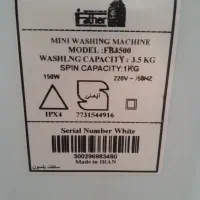 Father
MINI WASHING MACHINE
MODEL :FB3500
WASHLNG CAPACITY : 3.5 KG
SPIN CAPACITY:1KG
150W 220V ~ /50HZ
IPX4 7731544916
Serial Number White
300296993480
Made in IRAN